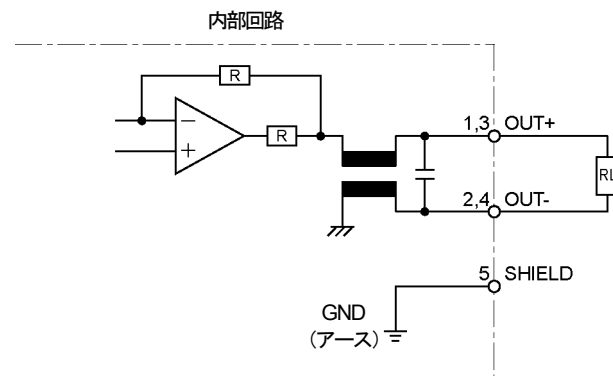 内部回路
R
R
1,3 OUT+
RL
2,4 OUT-
5 SHIELD
GND
(アース)